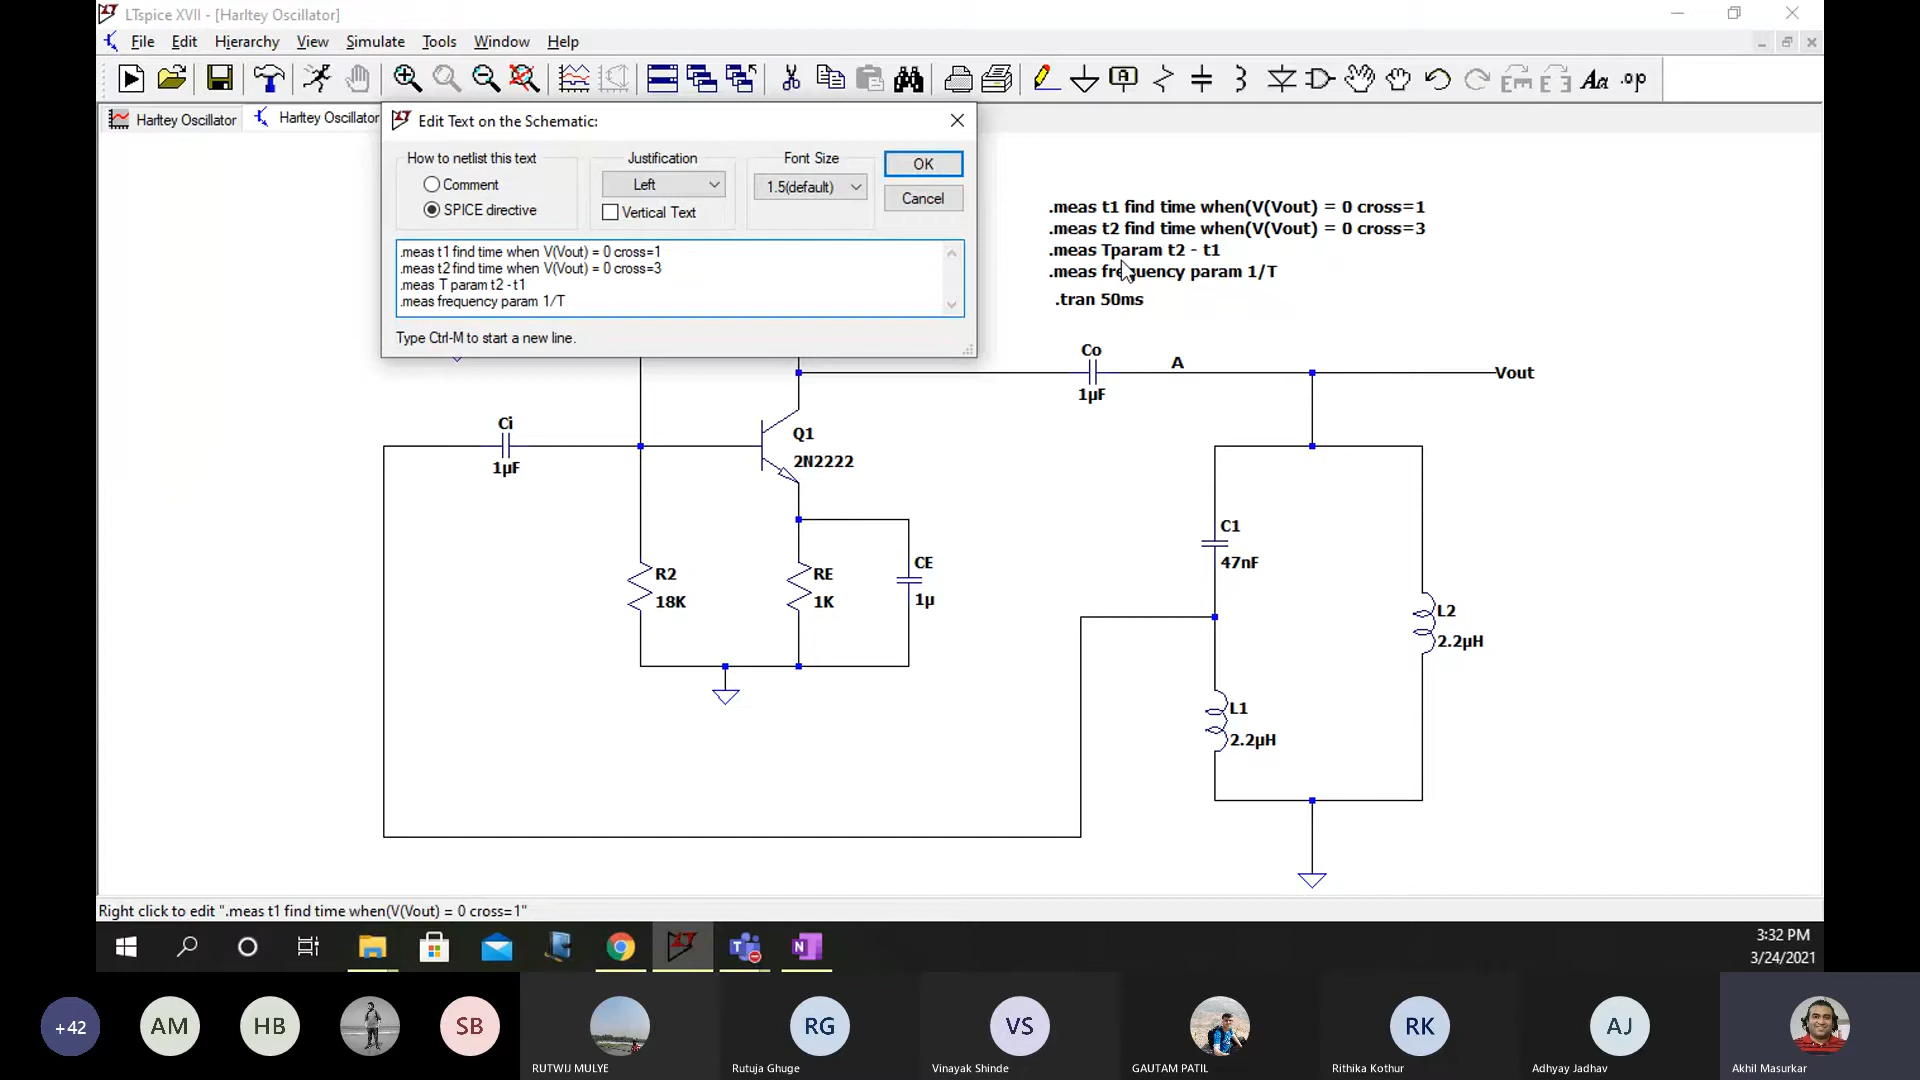 LTspice XVII - [Harltey Oscillator]
File Edit Hierarchy View Simulate Tools Window Help
A Aa .op
Harltey Oscillator Harltey Oscillator
Edit Text on the Schematic:
How to netlist this text
Comment
SPICE directive
Justification
Left
Vertical Text
Font Size
1.5(default)
OK
Cancel
.meas t1 find time when V(Vout) = 0 cross=1
.meas t2 find time when V(Vout) = 0 cross=3
.meas T param t2 - t1
.meas frequency param 1/T
Type Ctrl-M to start a new line.
.meas t1 find time when(V(Vout) = 0 cross=1
.meas t2 find time when(V(Vout) = 0 cross=3
.meas Tparam t2 - t1
.meas frequency param 1/T
.tran 50ms
Co
1µF
A
Vout
Ci
1µF
Q1
2N2222
R2
18K
RE
1K
CE
1µ
C1
47nF
L2
2.2µH
L1
2.2µH
Right click to edit ".meas t1 find time when(V(Vout) = 0 cross=1"
3:32 PM
3/24/2021
+42
AM
HB
SB
RUTWIJ MULYE
RG
Rutuja Ghuge
VS
Vinayak Shinde
GAUTAM PATIL
RK
Rithika Kothur
AJ
Adhyay Jadhav
Akhil Masurkar